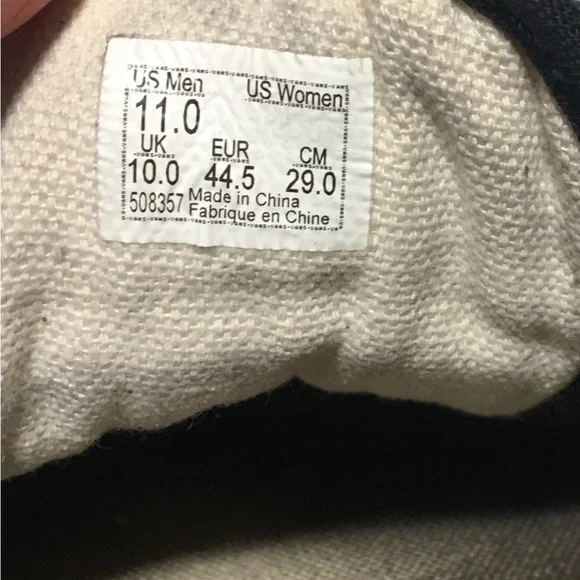 US Men US Women
11.0
UK EUR CM
10.0 44.5 29.0
508357 Made in China
Fabrique en Chine